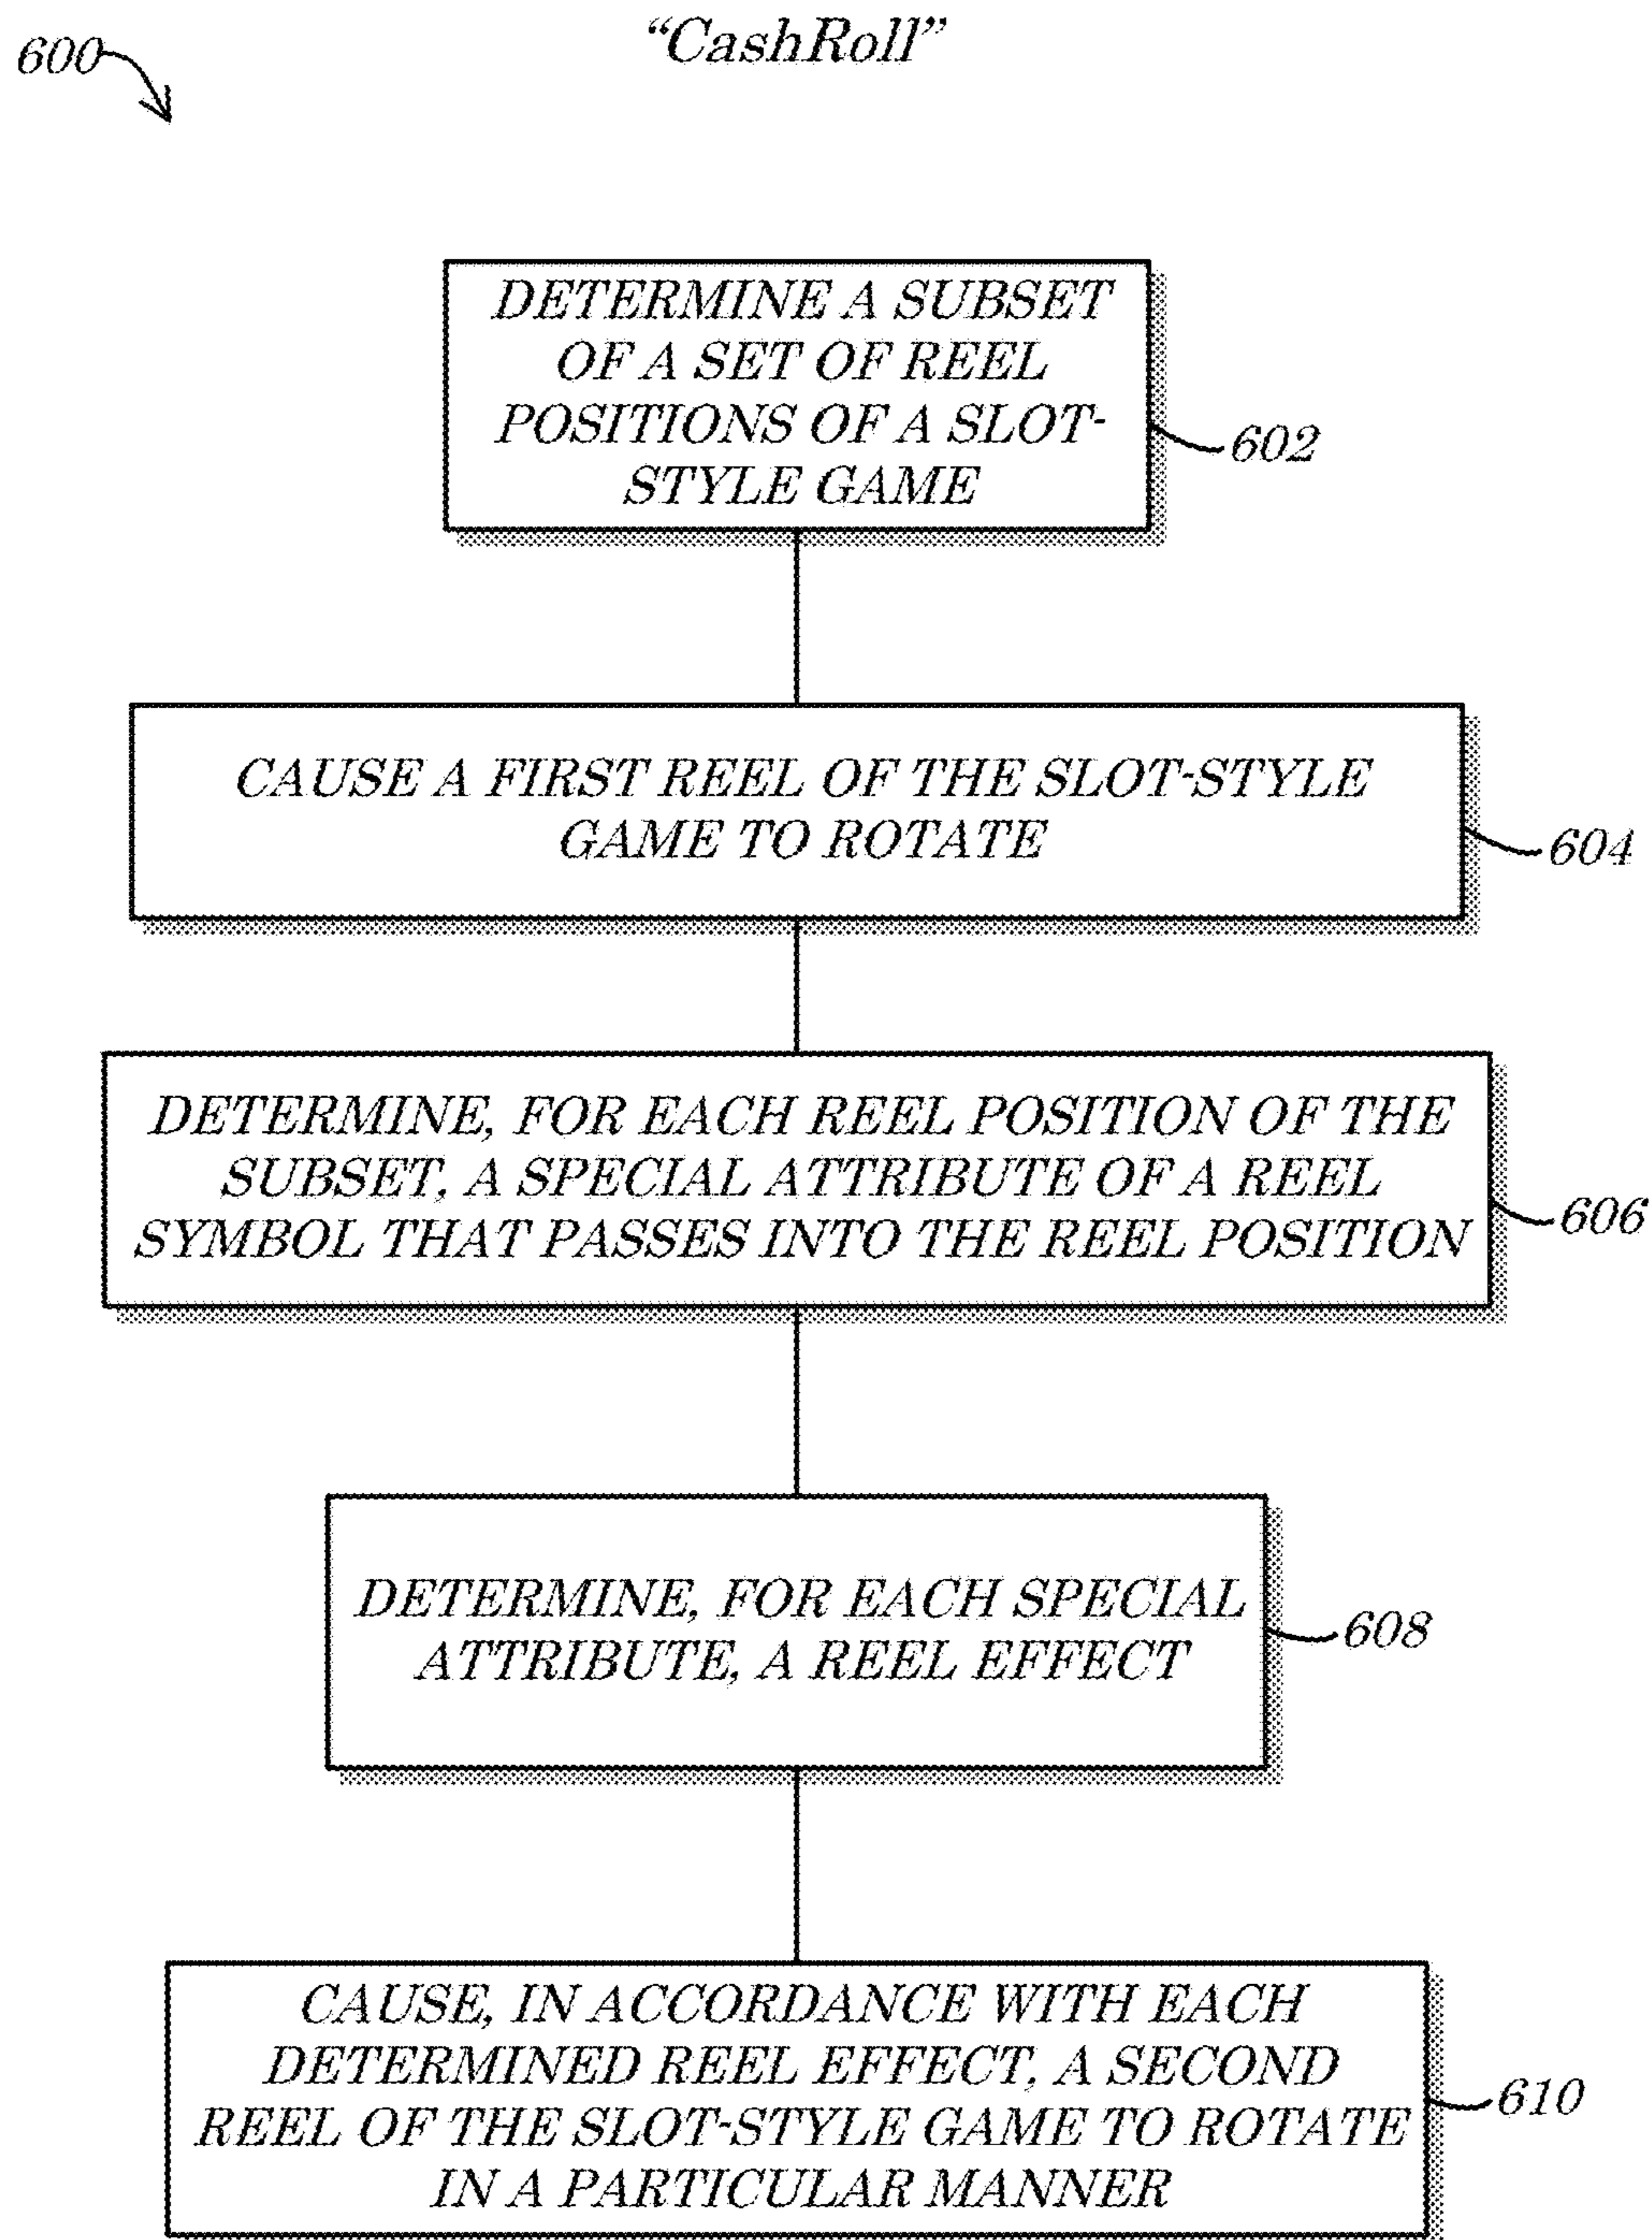 "CashRoll"
600
DETERMINE A SUBSET
OF A SET OF REEL
POSITIONS OF A SLOT-
STYLE GAME
602
CAUSE A FIRST REEL OF THE SLOT-STYLE
GAME TO ROTATE
604
DETERMINE, FOR EACH REEL POSITION OF THE
SUBSET, A SPECIAL ATTRIBUTE OF A REEL
SYMBOL THAT PASSES INTO THE REEL POSITION
606
DETERMINE, FOR EACH SPECIAL
ATTRIBUTE, A REEL EFFECT
608
CAUSE, IN ACCORDANCE WITH EACH
DETERMINED REEL EFFECT, A SECOND
REEL OF THE SLOT-STYLE GAME TO ROTATE
IN A PARTICULAR MANNER
610